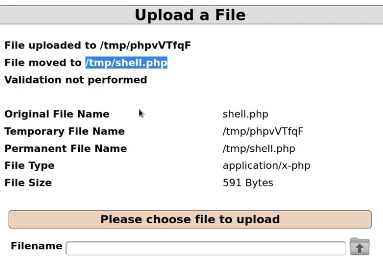 Upload a File
File uploaded to /tmp/phpvVTfqF
File moved to /tmp/shell.php
Validation not performed
Original File Name shell.php
Temporary File Name /tmp/phpvVTfqF
Permanent File Name /tmp/shell.php
File Type application/x-php
File Size 591 Bytes
Please choose file to upload
Filename